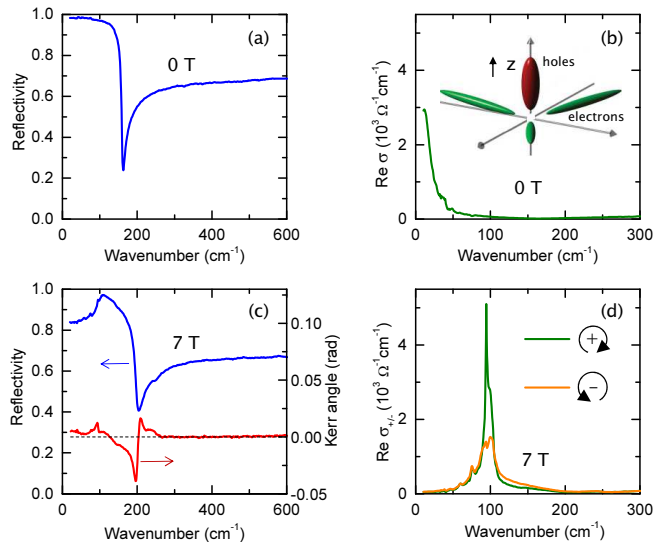 (a)
0 T
Reflectivity
1.0
0.8
0.6
0.4
0.2
0.0
0 200 400 600
Wavenumber (cm⁻¹)
(b)
z
holes
electrons
0 T
Re σ (10³ Ω⁻¹cm⁻¹)
4
2
0
0 100 200 300
Wavenumber (cm⁻¹)
(c)
7 T
Reflectivity
1.0
0.8
0.6
0.4
0.2
0.0
0.10
0.05
0.00
-0.05
Kerr angle (rad)
0 200 400 600
Wavenumber (cm⁻¹)
(d)
+
−
7 T
Re σ₊/₋ (10³ Ω⁻¹cm⁻¹)
4
2
0
0 100 200 300
Wavenumber (cm⁻¹)